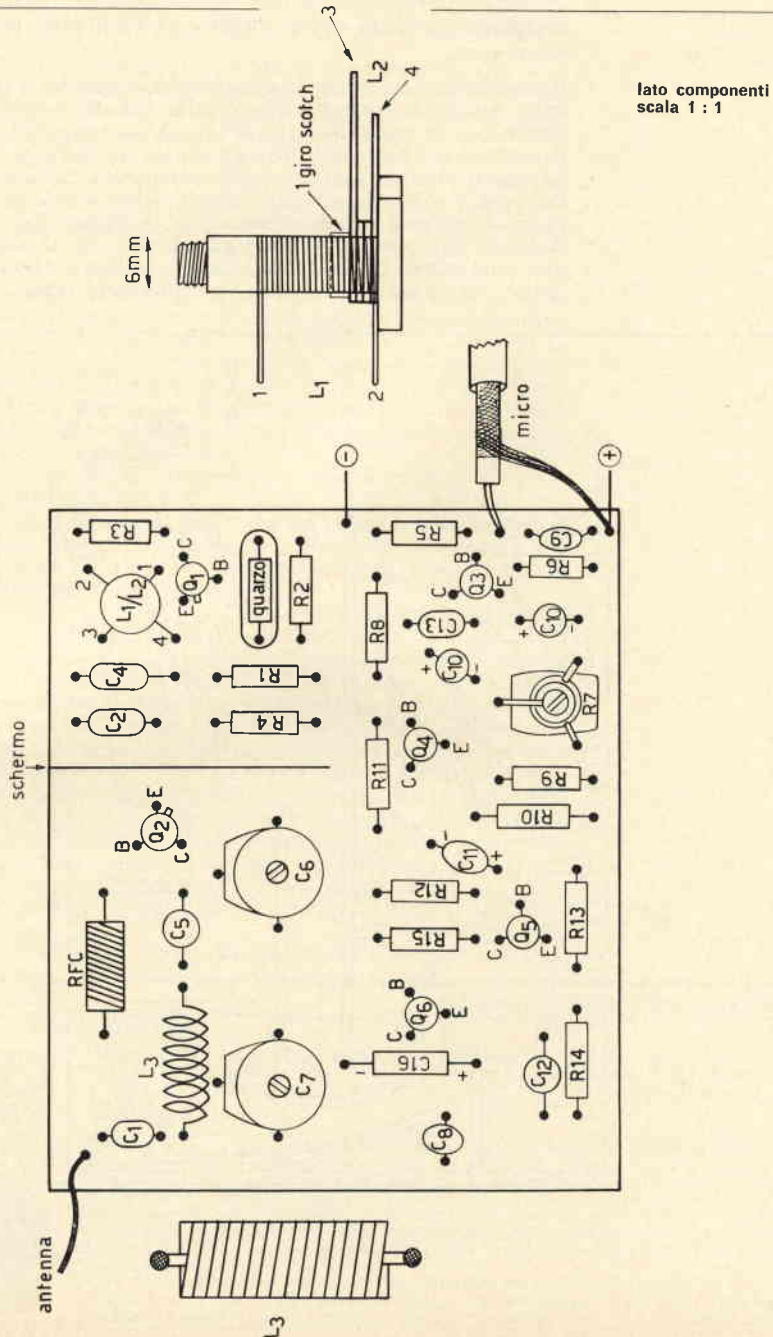 lato componenti
scala 1 : 1
3
L2
4
1 giro scotch
6mm
1
L1
2
micro
⊖
⊕
schermo
antenna
R3
2
1
L1/L2
3
4
C
Q1
E
B
quarzo
R2
C4
R1
C2
R4
R5
C9
R6
B
Q3
C
E
R8
C13
+
C10
-
+
C10
-
R7
B
Q4
C
E
R11
R9
R10
E
Q2
B
C
C6
RFC
C5
L3
C7
C1
-
C11
+
R12
R15
B
Q5
C
E
R13
B
Q6
C
E
-
C16
+
C12
R14
C8
L3